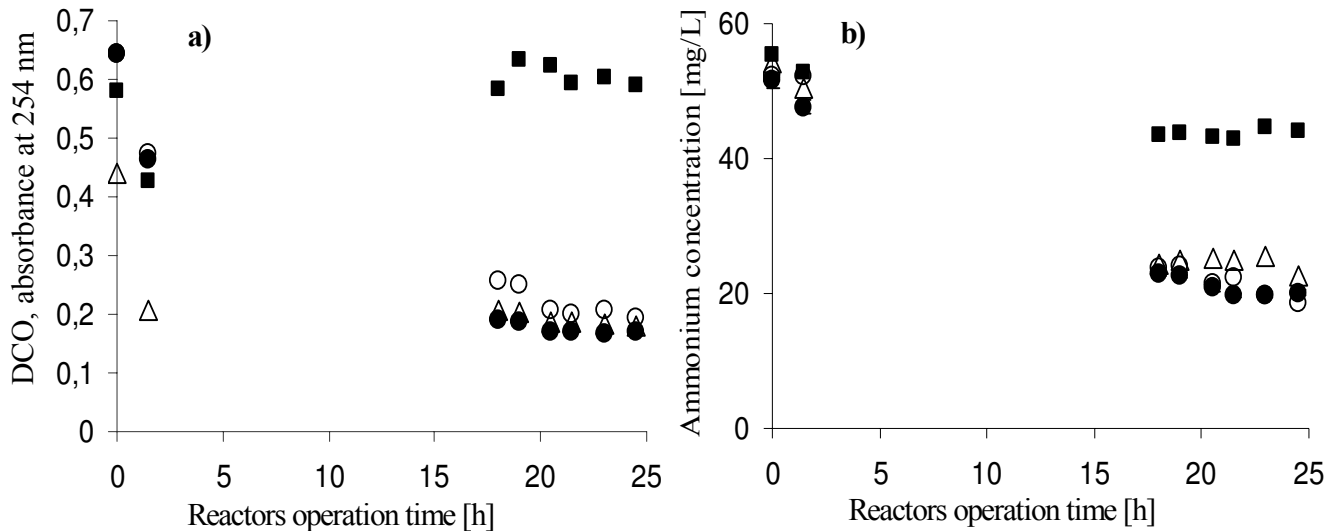 a)
DCO, absorbance at 254 nm
0,7
0,6
0,5
0,4
0,3
0,2
0,1
0
0 5 10 15 20 25
Reactors operation time [h]
b)
Ammonium concentration [mg/L]
60
40
20
0
0 5 10 15 20 25
Reactors operation time [h]